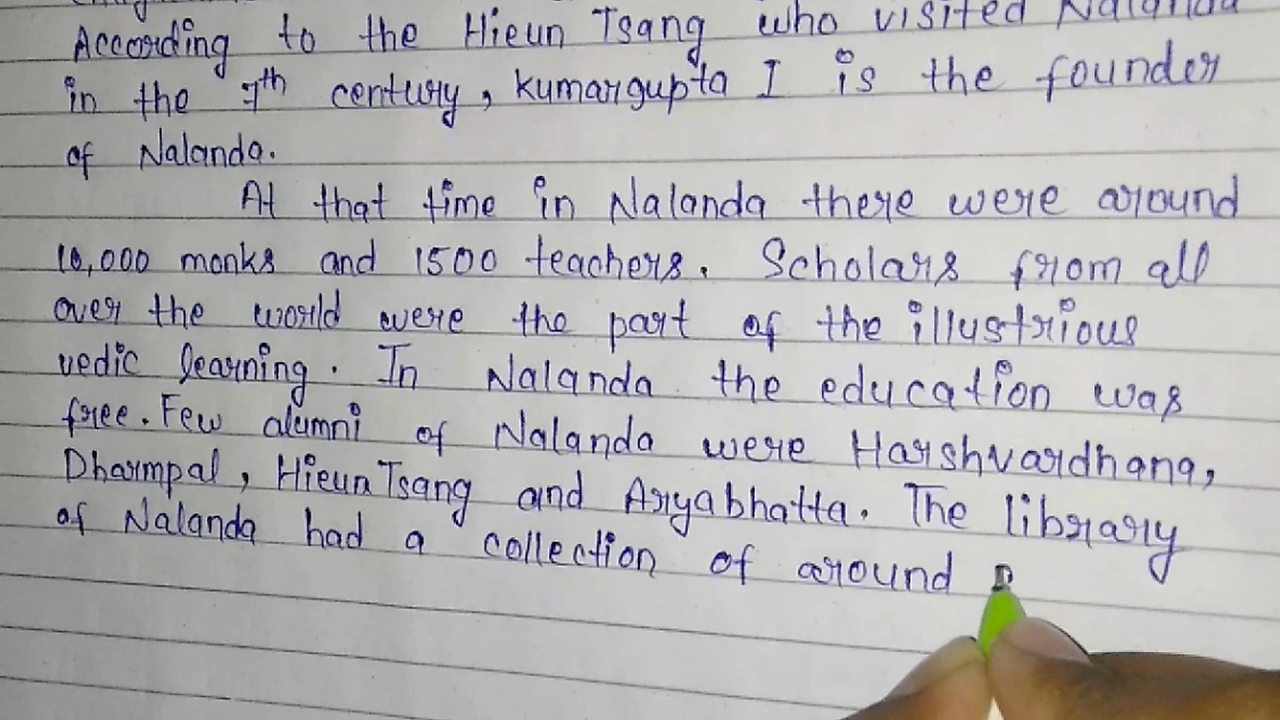 According to the Hieun Tsang who visited Nalanda
in the 7th century, Kumargupta I is the founder
of Nalanda.
At that time in Nalanda there were around
10,000 monks and 1500 teachers. Scholars from all
over the world were the part of the illustrious
vedic learning. In Nalanda the education was
free. Few alumni of Nalanda were Harshvardhana,
Dharmpal, Hieun Tsang and Aryabhatta. The library
of Nalanda had a collection of around